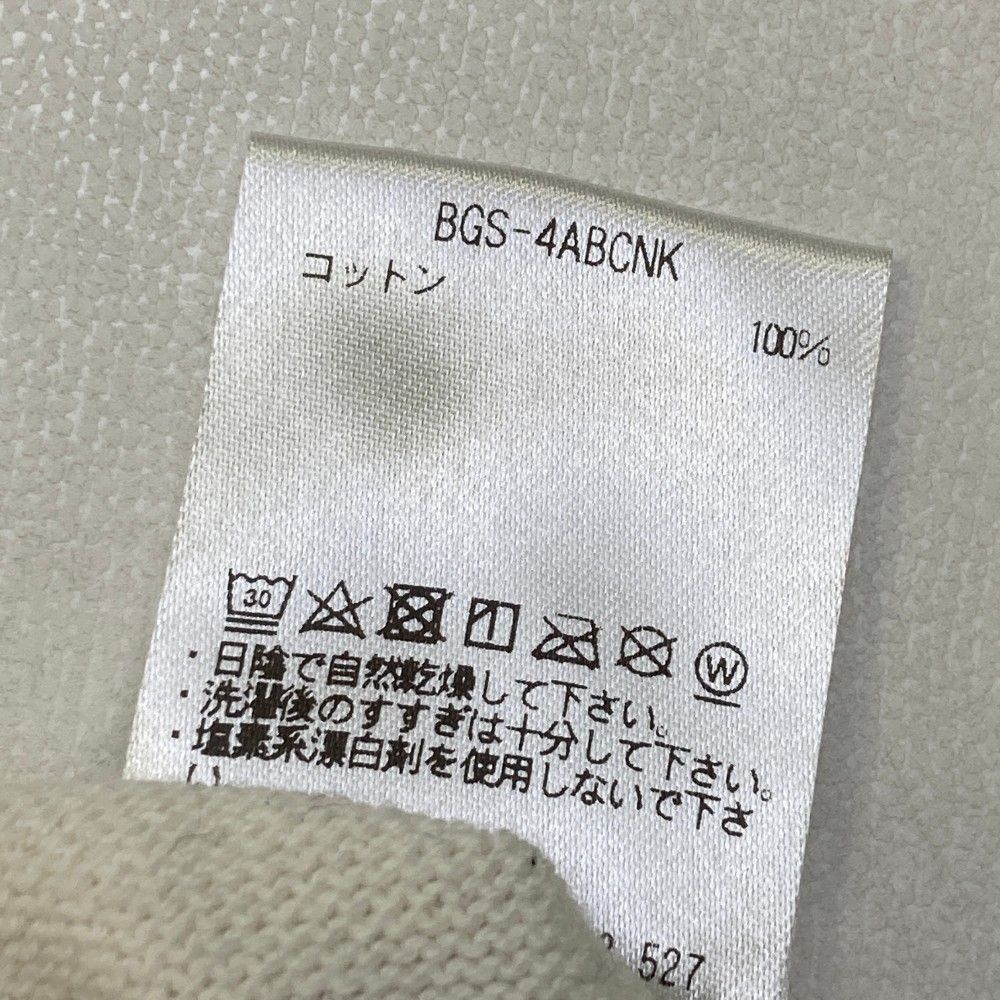 BGS-4ABCNK
コットン
100%
30
W
・日陰で自然乾燥して下さい。
・洗濯後のすすぎは十分して下さい。
・塩素系漂白剤を使用しないで下さ
い
527